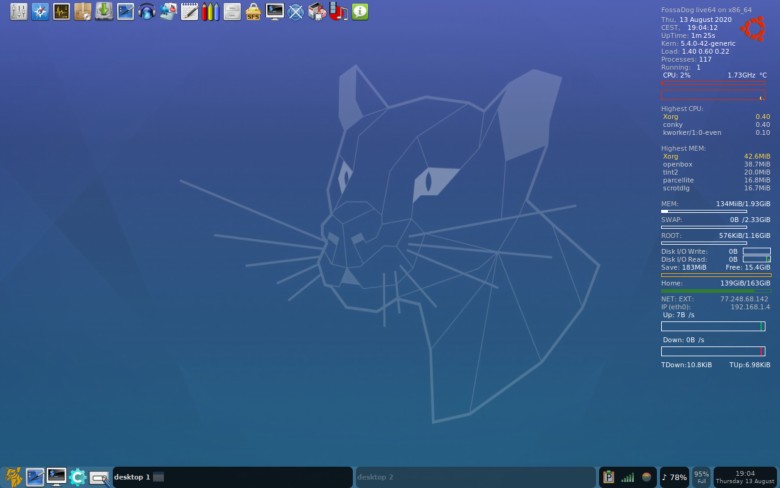 SFS
FossaDog live64 on x86_64
Thu, 13 August 2020
CEST, 19:04:12
UpTime: 1m 25s
Kern: 5.4.0-42-generic
Load: 1.40 0.60 0.22
Processes: 117
Running: 1
CPU: 2% 1.73GHz °C
Highest CPU:
Xorg 0.40
conky 0.40
kworker/1:0-even 0.10
Highest MEM:
Xorg 42.6MiB
openbox 38.7MiB
tint2 20.0MiB
parcellite 16.8MiB
scrotdlg 16.7MiB
MEM: 134MiB/1.93GiB
SWAP: 0B /2.33GiB
ROOT: 576KiB/1.16GiB
Disk I/O Write: 0B
Disk I/O Read: 0B
Save: 183MiB Free: 15.4GiB
Home: 139GiB/163GiB
NET: EXT: 77.248.68.142
IP (eth0): 192.168.1.4
Up: 7B /s
Down: 0B /s
TDown:10.8KiB TUp:6.98KiB
desktop 1
desktop 2
78%
95%
Full
19:04
Thursday 13 August